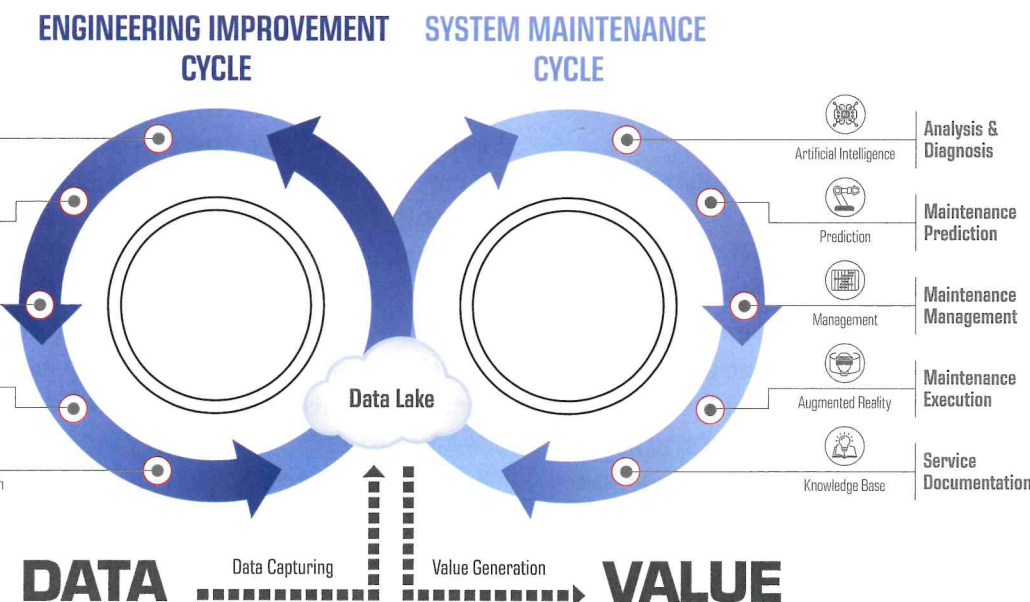 ENGINEERING IMPROVEMENT
CYCLE
SYSTEM MAINTENANCE
CYCLE
Artificial Intelligence
Analysis &
Diagnosis
Prediction
Maintenance
Prediction
Management
Maintenance
Management
Augmented Reality
Maintenance
Execution
Knowledge Base
Service
Documentation
Data Lake
Data Capturing
Value Generation
DATA
VALUE